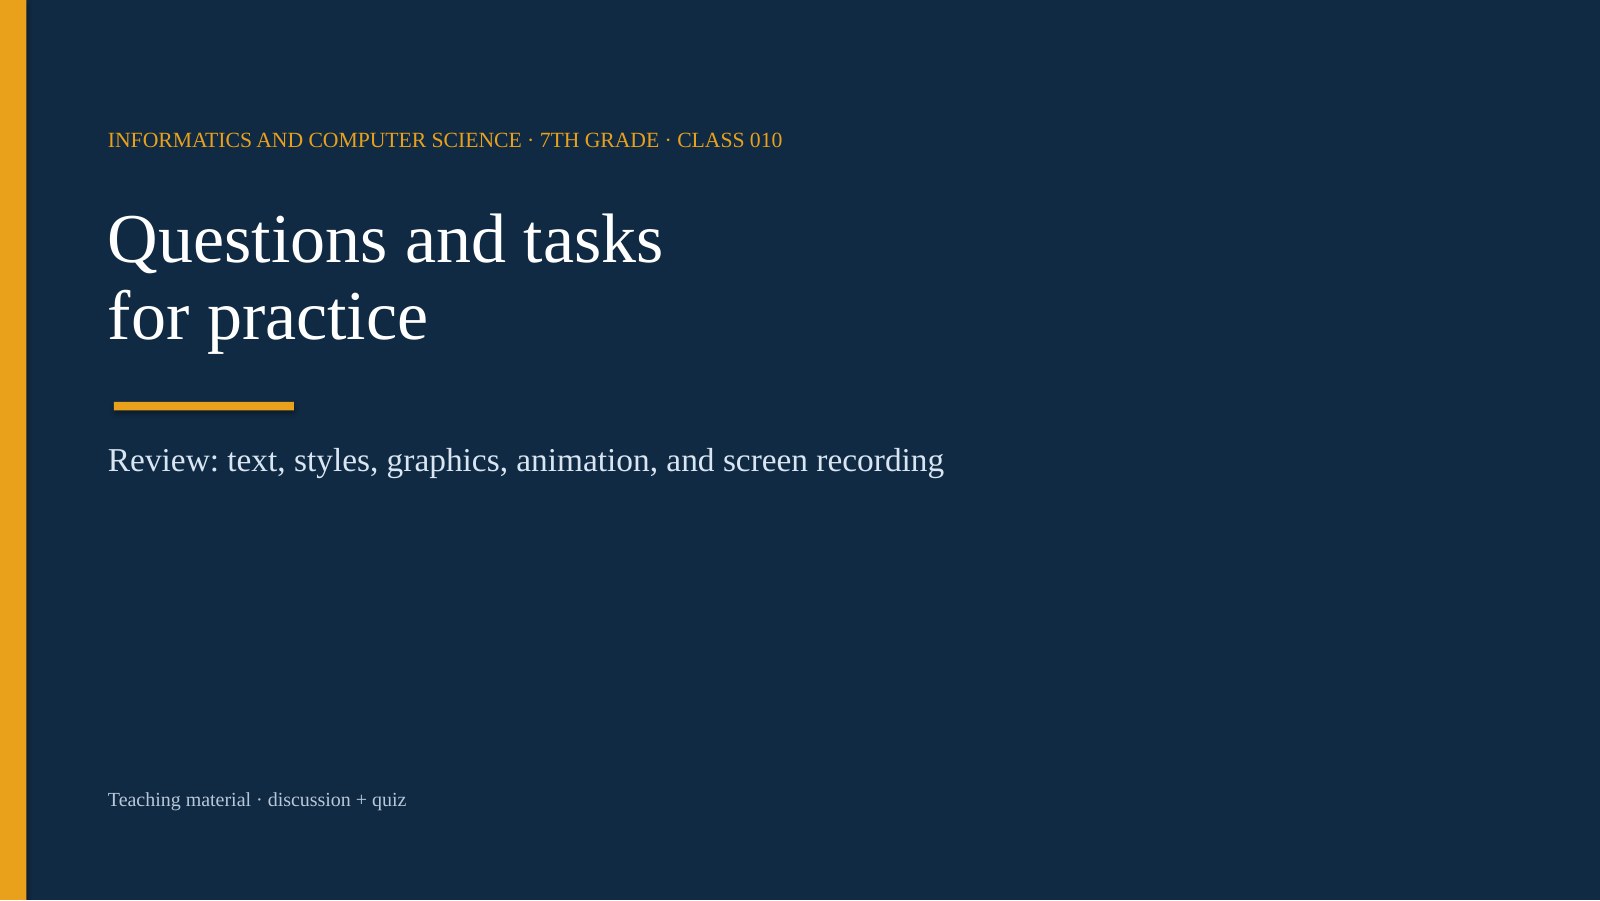 INFORMATICS AND COMPUTER SCIENCE · 7TH GRADE · CLASS 010
Questions and tasks
for practice
Review: text, styles, graphics, animation, and screen recording
Teaching material · discussion + quiz